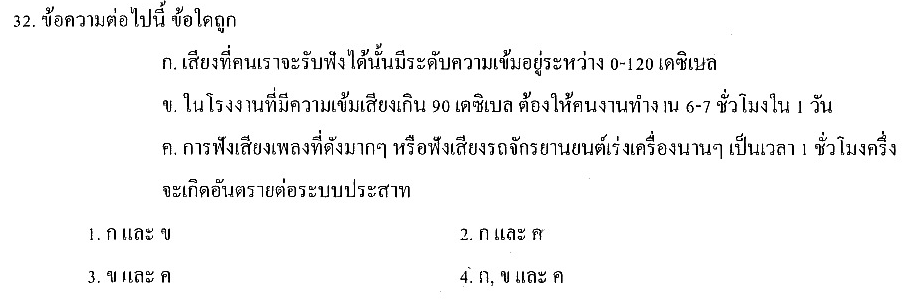 32. ข้อความต่อไปนี้ ข้อใดถูก
ก. เสียงที่คนเราจะรับฟังได้นั้นมีระดับความเข้มอยู่ระหว่าง 0-120 เดซิเบล
ข. ในโรงงานที่มีความเข้มเสียงเกิน 90 เดซิเบล ต้องให้คนงานทำงาน 6-7 ชั่วโมงใน 1 วัน
ค. การฟังเสียงเพลงที่ดังมากๆ หรือฟังเสียงรถจักรยานยนต์เร่งเครื่องนานๆ เป็นเวลา 1 ชั่วโมงครึ่ง
จะเกิดอันตรายต่อระบบประสาท
1. ก และ ข 2. ก และ ค
3. ข และ ค 4. ก, ข และ ค